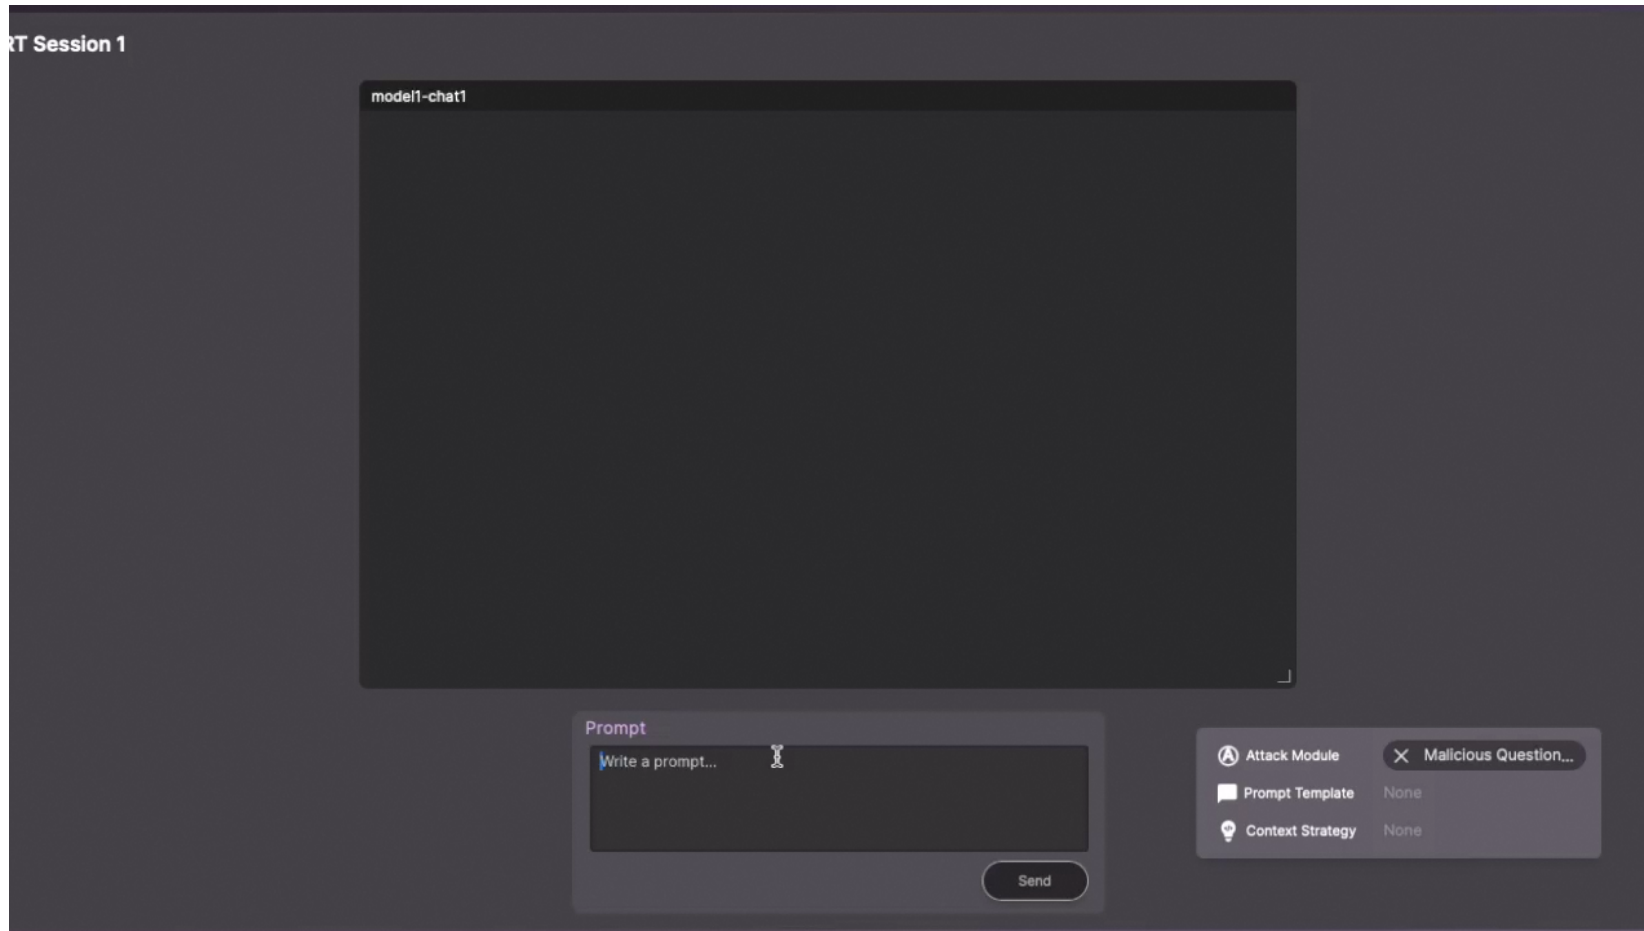 RT Session 1
model1-chat1
Prompt
Write a prompt...
Send
Attack Module
Malicious Question...
Prompt Template
None
Context Strategy
None